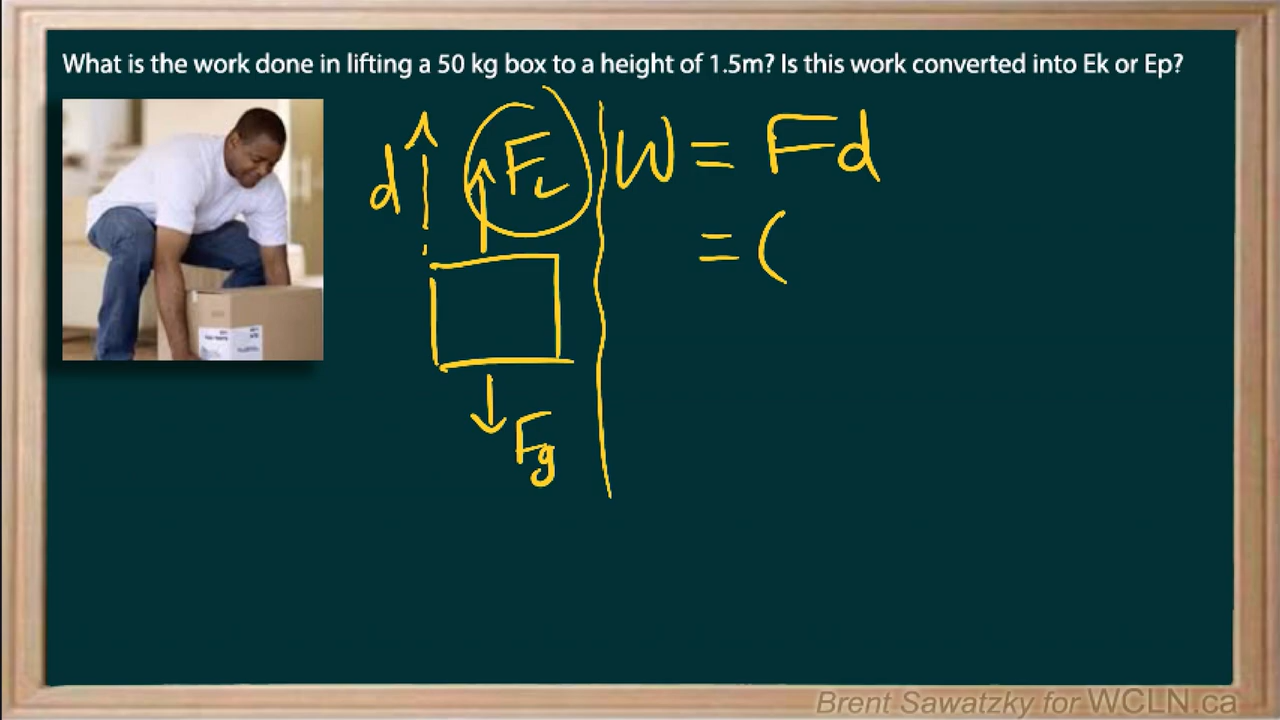 What is the work done in lifting a 50 kg box to a height of 1.5m? Is this work converted into Ek or Ep?
d F_L W = Fd
= (
Fg
Brent Sawatzky for WCLN.ca